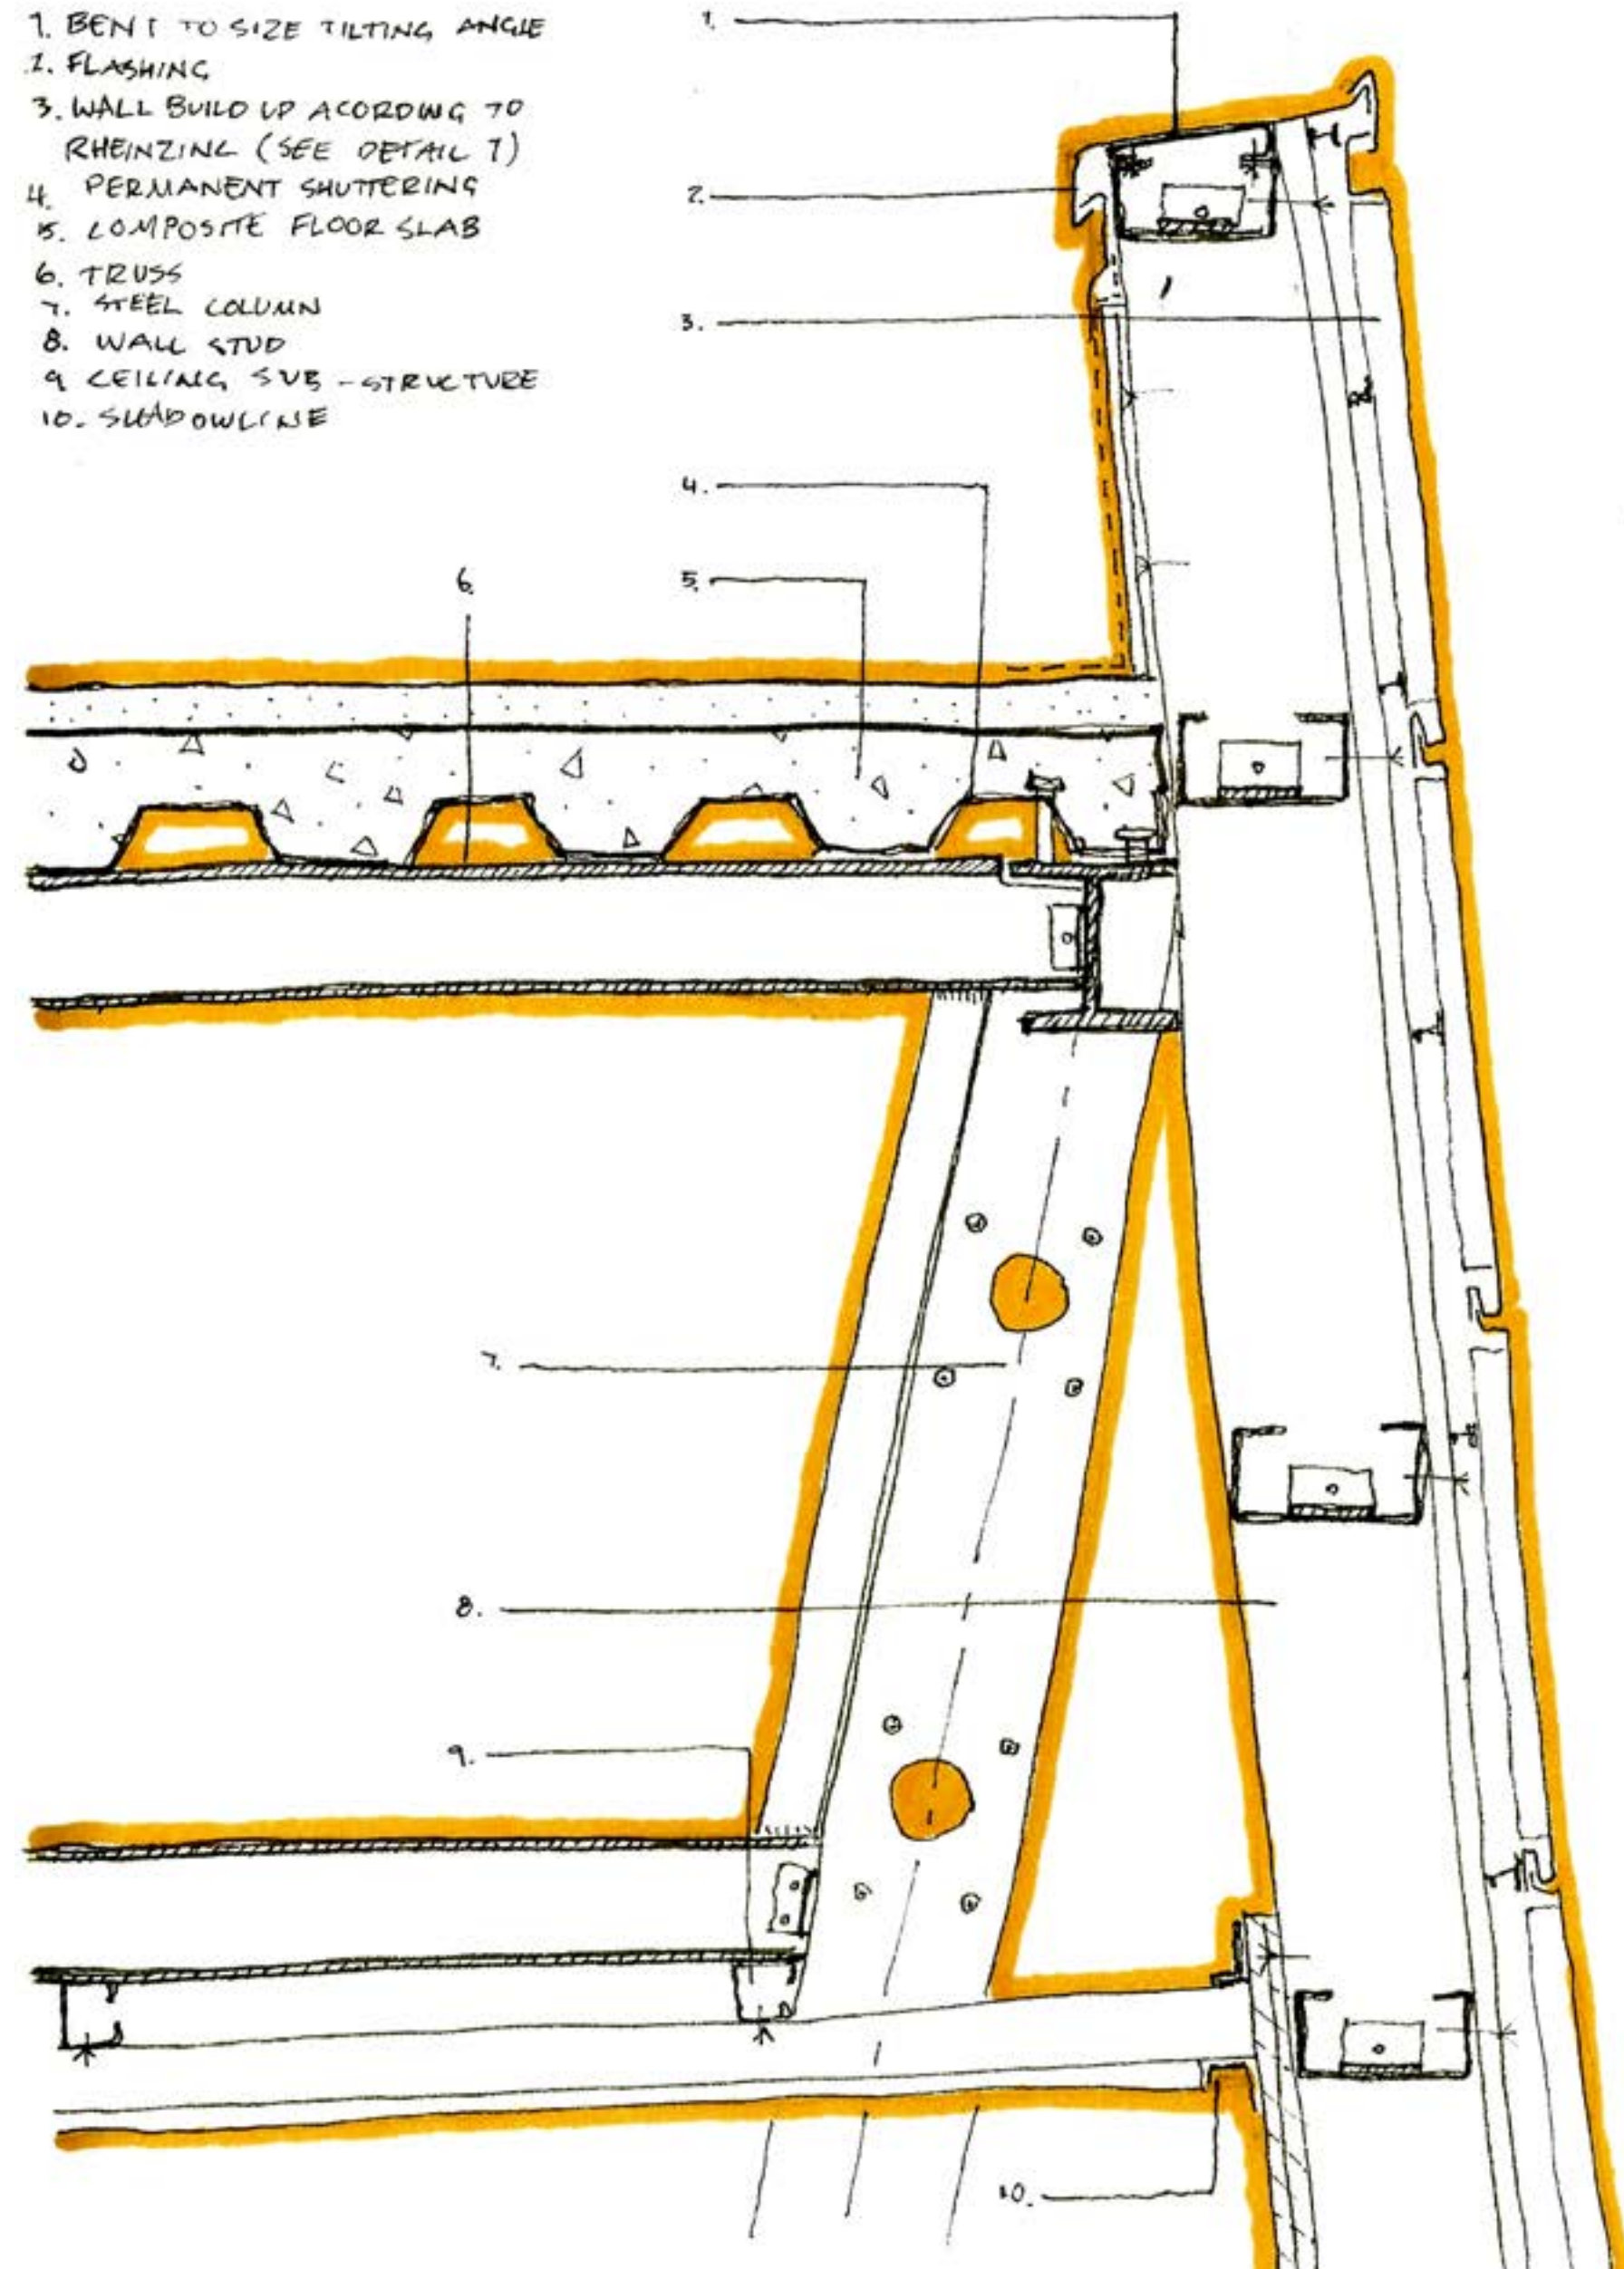 1. BENT TO SIZE TILTING ANGLE
2. FLASHING
3. WALL BUILD UP ACORDING TO
RHEINZINC (SEE DETAIL 1)
4. PERMANENT SHUTTERING
5. COMPOSITE FLOOR SLAB
6. TRUSS
7. STEEL COLUMN
8. WALL STUD
9 CEILING SUB-STRUCTURE
10. SHADOWLINE
1.
2.
3.
4.
5.
6.
7.
8.
9.
10.